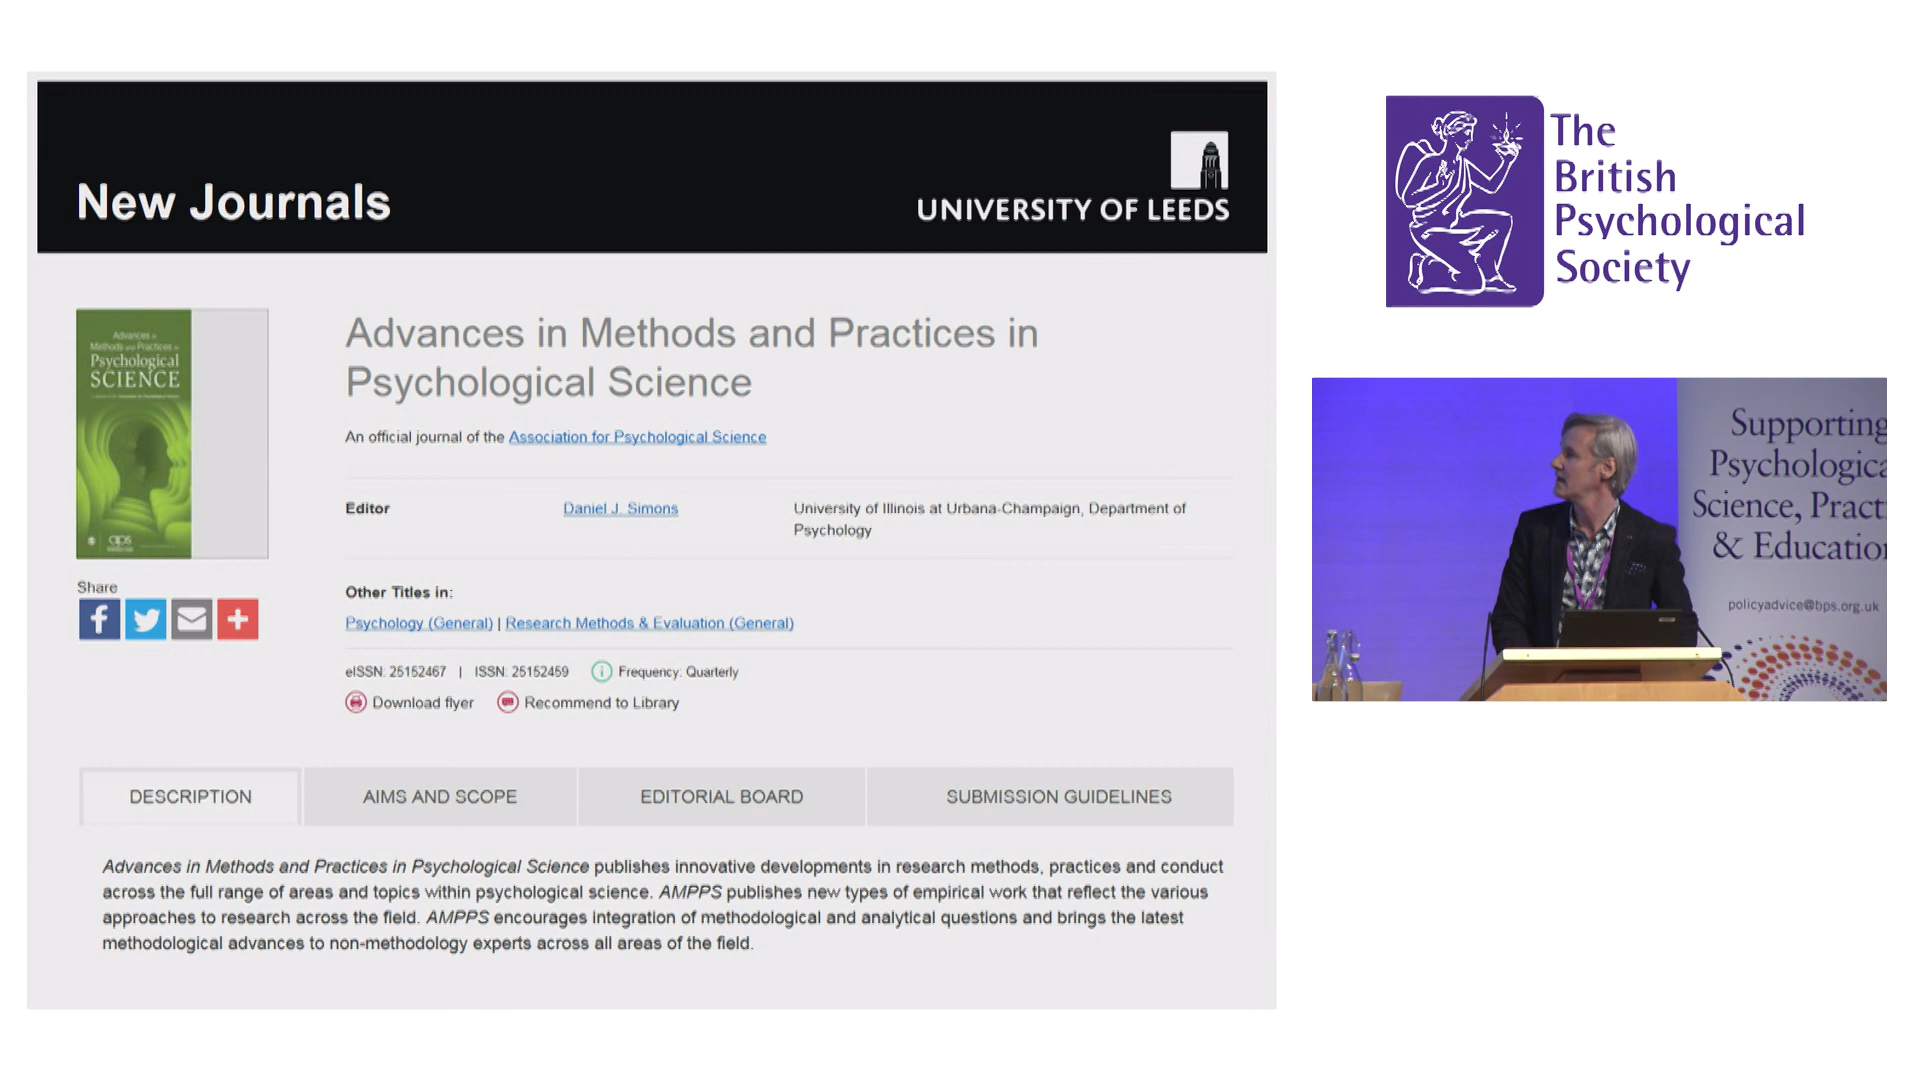 New Journals
UNIVERSITY OF LEEDS
Advances in
Methods and Practices in
Psychological
SCIENCE
aps
Share
Advances in Methods and Practices in
Psychological Science
An official journal of the Association for Psychological Science
Editor
Daniel J. Simons
University of Illinois at Urbana-Champaign, Department of
Psychology
Other Titles in:
Psychology (General) | Research Methods & Evaluation (General)
eISSN: 25152467 | ISSN: 25152459 Frequency: Quarterly
Download flyer Recommend to Library
DESCRIPTION
AIMS AND SCOPE
EDITORIAL BOARD
SUBMISSION GUIDELINES
Advances in Methods and Practices in Psychological Science publishes innovative developments in research methods, practices and conduct
across the full range of areas and topics within psychological science. AMPPS publishes new types of empirical work that reflect the various
approaches to research across the field. AMPPS encourages integration of methodological and analytical questions and brings the latest
methodological advances to non-methodology experts across all areas of the field.
The
British
Psychological
Society
Supporting
Psychologica
Science, Pract
& Educatio
policyadvice@bps.org.uk